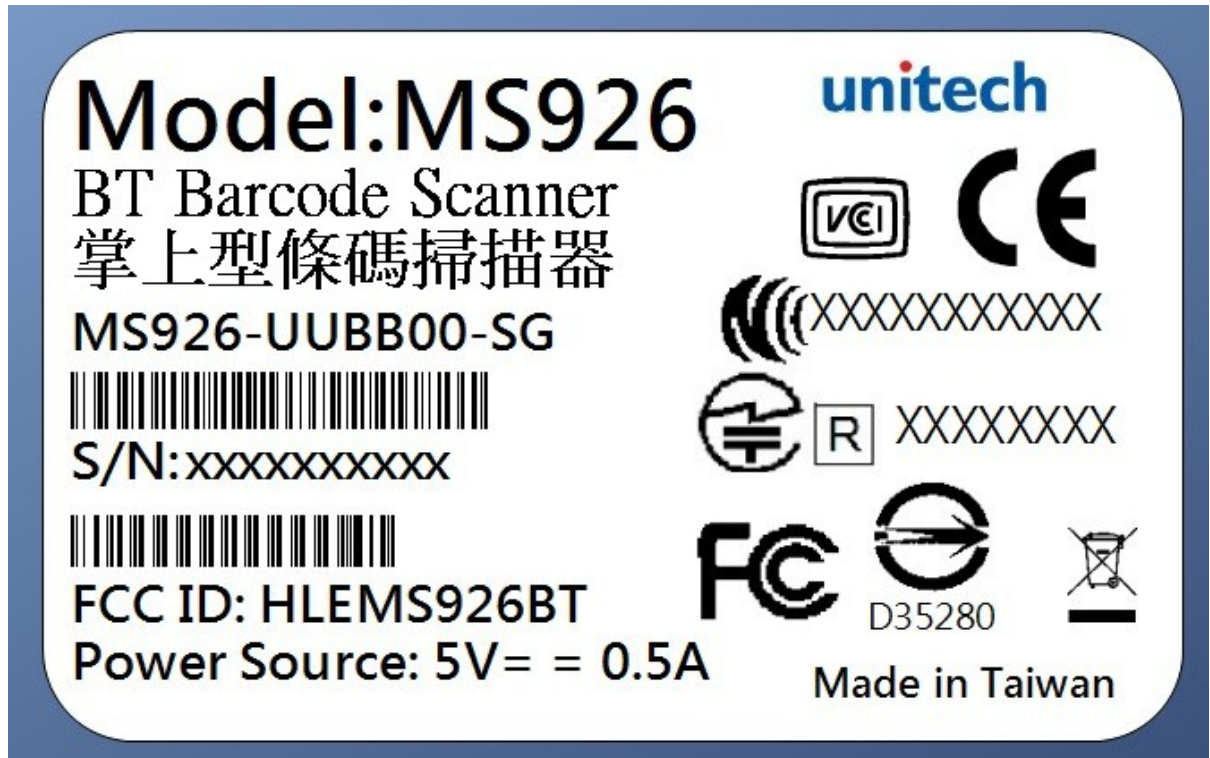 Model:MS926
BT Barcode Scanner
掌上型條碼掃描器
MS926-UUBB00-SG
S/N:xxxxxxxxxx
FCC ID: HLEMS926BT
Power Source: 5V= = 0.5A
unitech
VCI
CE
XXXXXXXXXXX
R XXXXXXXX
FC
D35280
Made in Taiwan